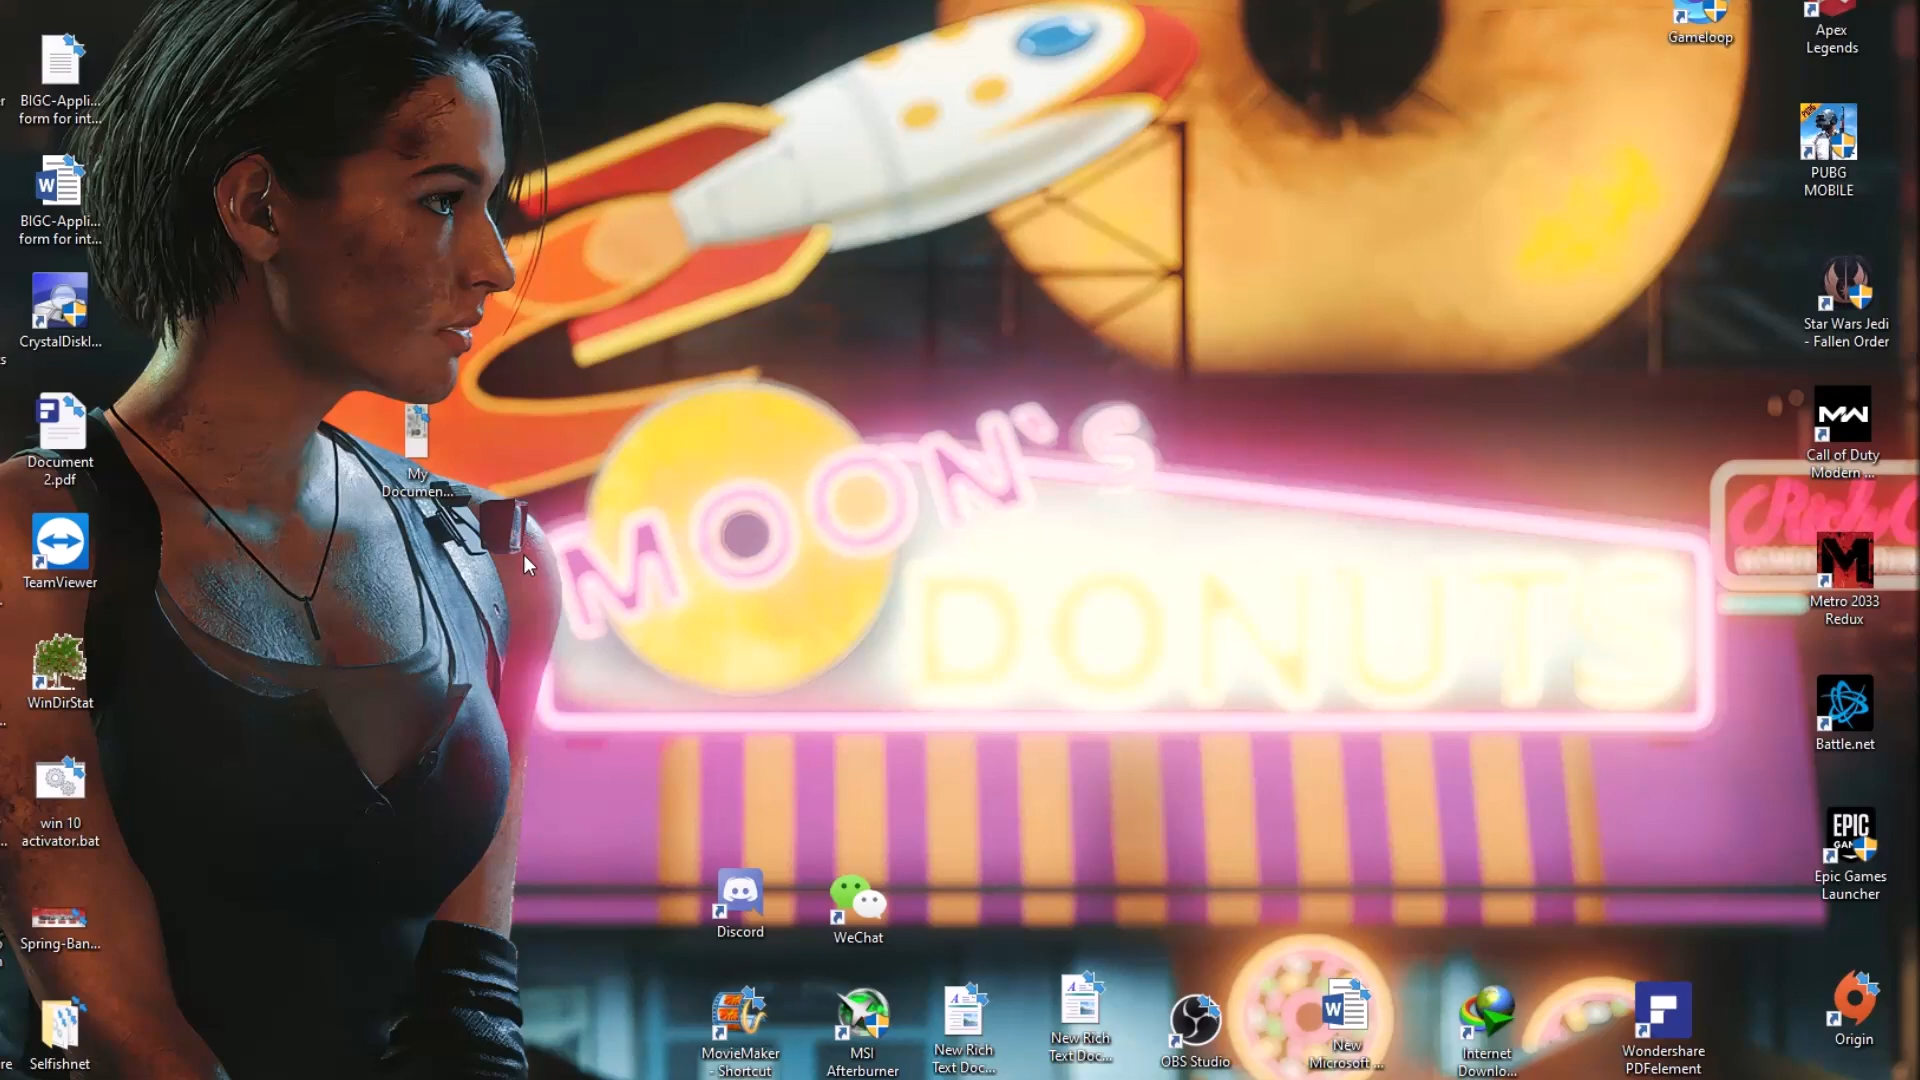 BIGC-Appli...
form for int...
BIGC-Appli...
form for int...
CrystalDiskI...
Document
2.pdf
TeamViewer
WinDirStat
win 10
activator.bat
Spring-Ban...
Selfishnet
My
Documen...
MOON'S
DONUTS
Discord
WeChat
MovieMaker
- Shortcut
MSI
Afterburner
New Rich
Text Doc...
New Rich
Text Doc...
OBS Studio
New
Microsoft ...
Internet
Downlo...
Wondershare
PDFelement
Gameloop
Apex
Legends
PUBG
MOBILE
Star Wars Jedi
- Fallen Order
MW
Call of Duty
Modern ...
M
Metro 2033
Redux
Battle.net
EPIC
Epic Games
Launcher
Origin